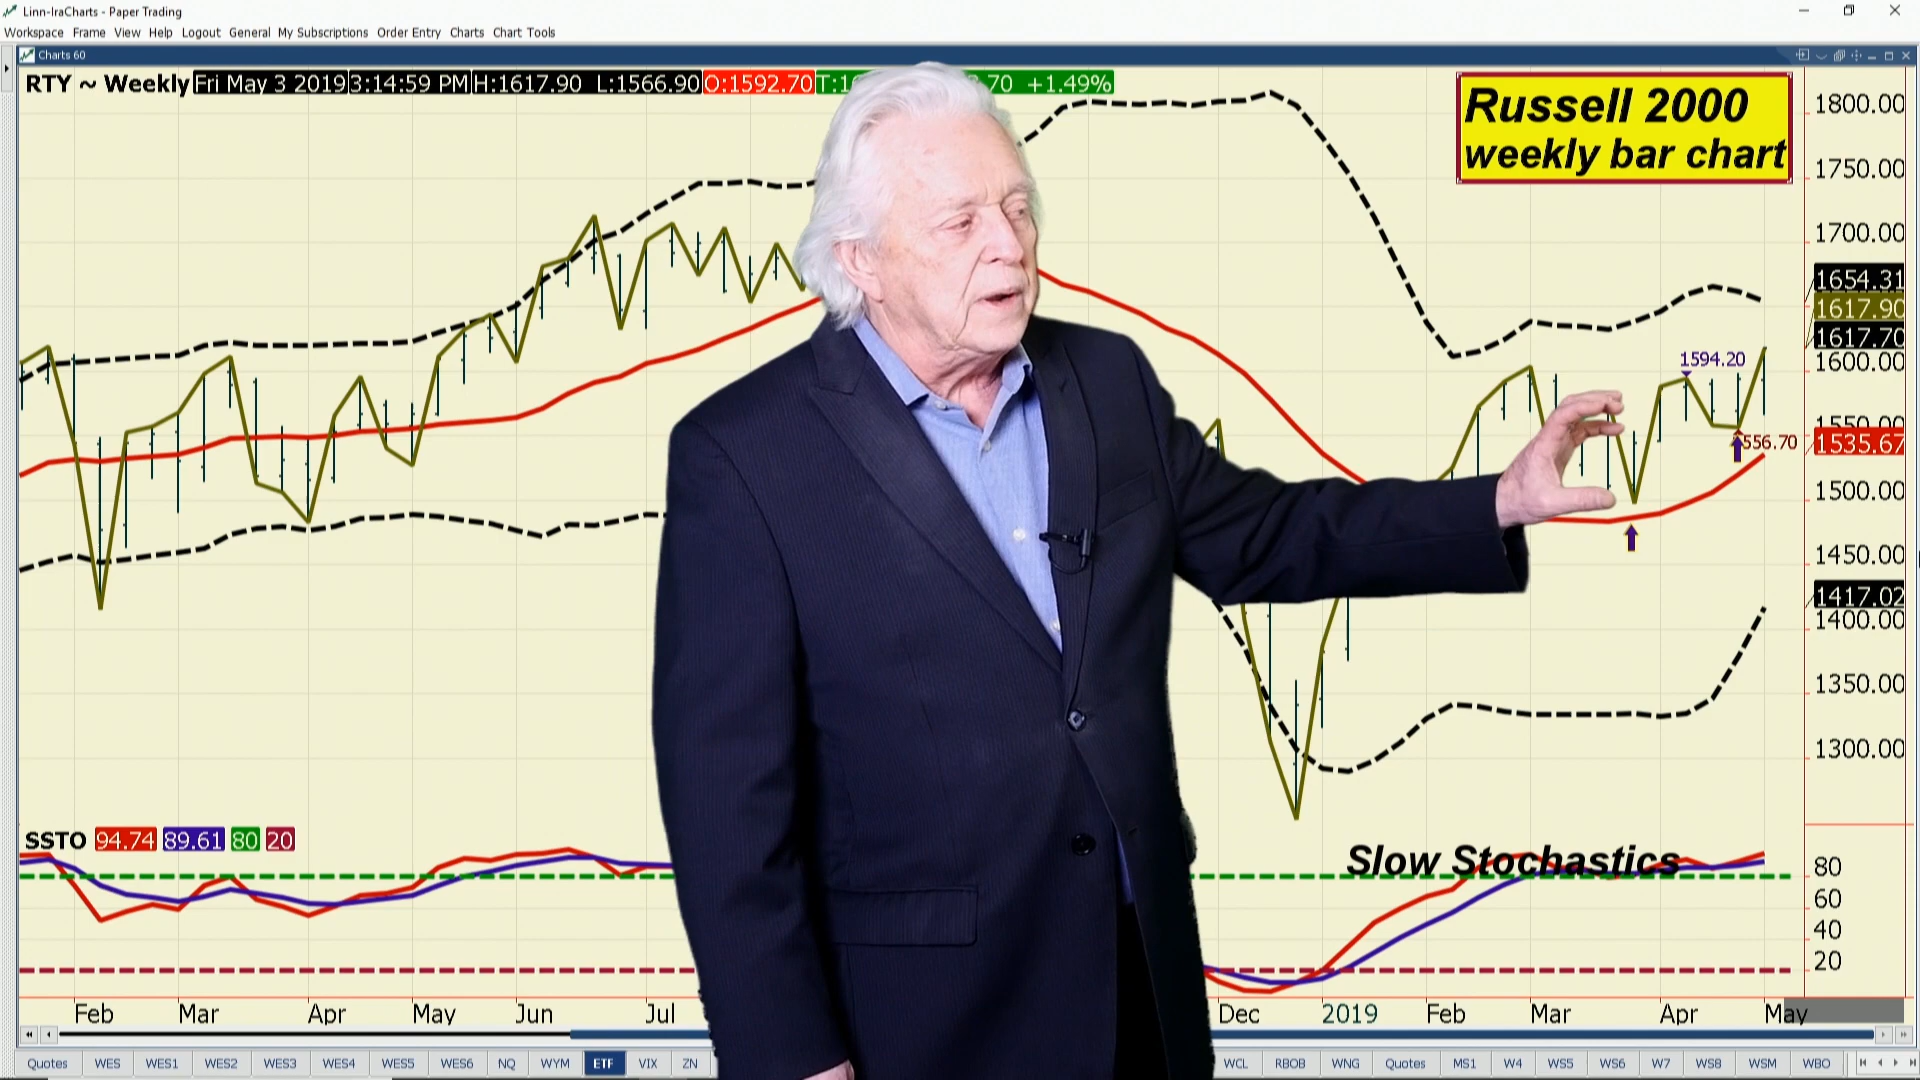 Linn-IraCharts - Paper Trading
Workspace Frame View Help Logout General My Subscriptions Order Entry Charts Chart Tools
Charts 60
RTY ~ Weekly Fri May 3 2019 3:14:59 PM H:1617.90 L:1566.90 O:1592.70 +1.49%
Russell 2000
weekly bar chart
1800.00
1750.00
1700.00
1654.31
1617.90
1617.70
1600.00
1594.20
1550.00
556.70
1535.67
1500.00
1450.00
1417.02
1400.00
1350.00
1300.00
SSTO 94.74 89.61 80 20
Slow Stochastics
80
60
40
20
Feb Mar Apr May Jun Jul Dec 2019 Feb Mar Apr May
Quotes WES WES1 WES2 WES3 WES4 WES5 WES6 NQ WYM ETF VIX ZN WCL RBOB WNG Quotes MS1 W4 WS5 WS6 W7 WS8 WSM WBO